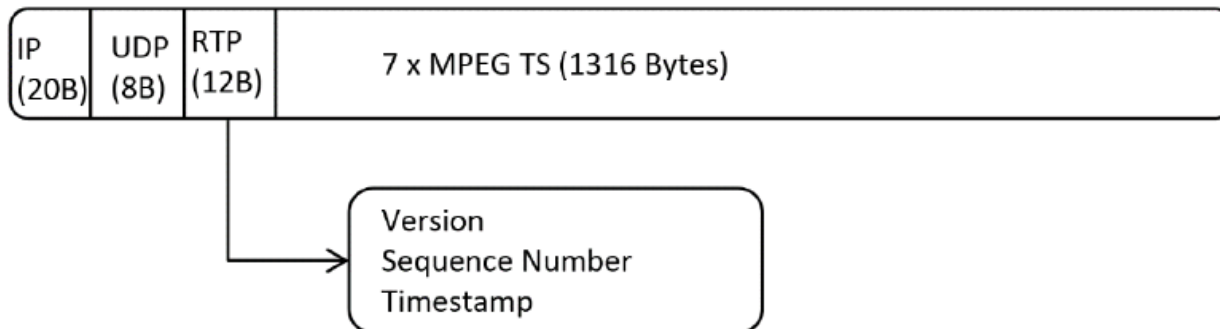 IP
(20B)
UDP
(8B)
RTP
(12B)
7 x MPEG TS (1316 Bytes)
Version
Sequence Number
Timestamp